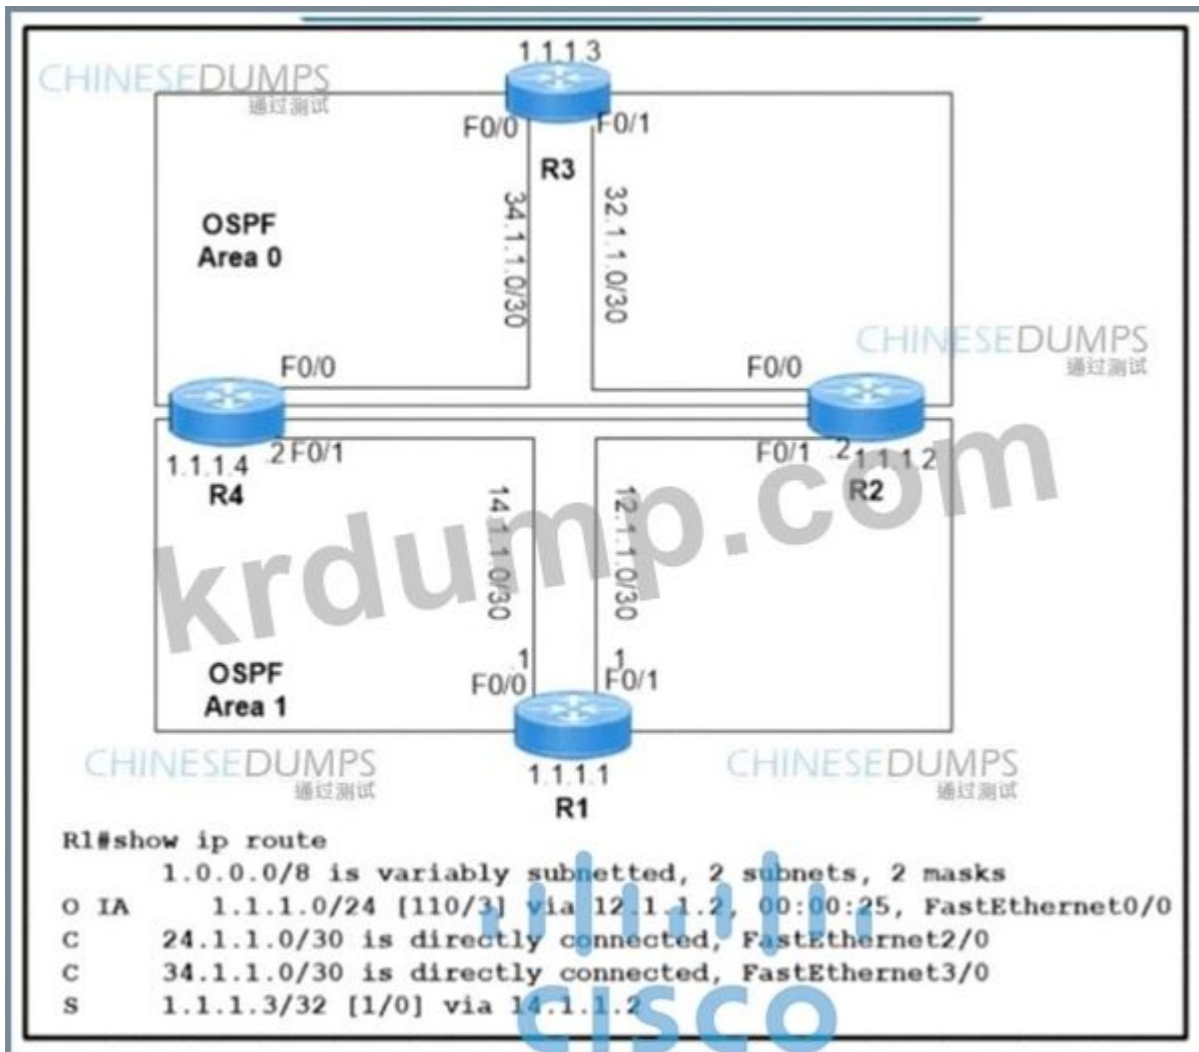 1.1.1.3
CHINESEDUMPS
通过测试
F0/0
F0/1
R3
34.1.1.0/30
32.1.1.0/30
OSPF
Area 0
CHINESEDUMPS
通过测试
F0/0
F0/0
.2 F0/1
F0/1 .2
1.1.1.4
1.1.1.2
R4
R2
14.1.1.0/30
12.1.1.0/30
krdump.com
OSPF
Area 1
.1
.1
F0/0
F0/1
CHINESEDUMPS
通过测试
CHINESEDUMPS
通过测试
1.1.1.1
R1
R1#show ip route
1.0.0.0/8 is variably subnetted, 2 subnets, 2 masks
O IA 1.1.1.0/24 [110/3] via 12.1.1.2, 00:00:25, FastEthernet0/0
C 24.1.1.0/30 is directly connected, FastEthernet2/0
C 34.1.1.0/30 is directly connected, FastEthernet3/0
S 1.1.1.3/32 [1/0] via 14.1.1.2
cisco